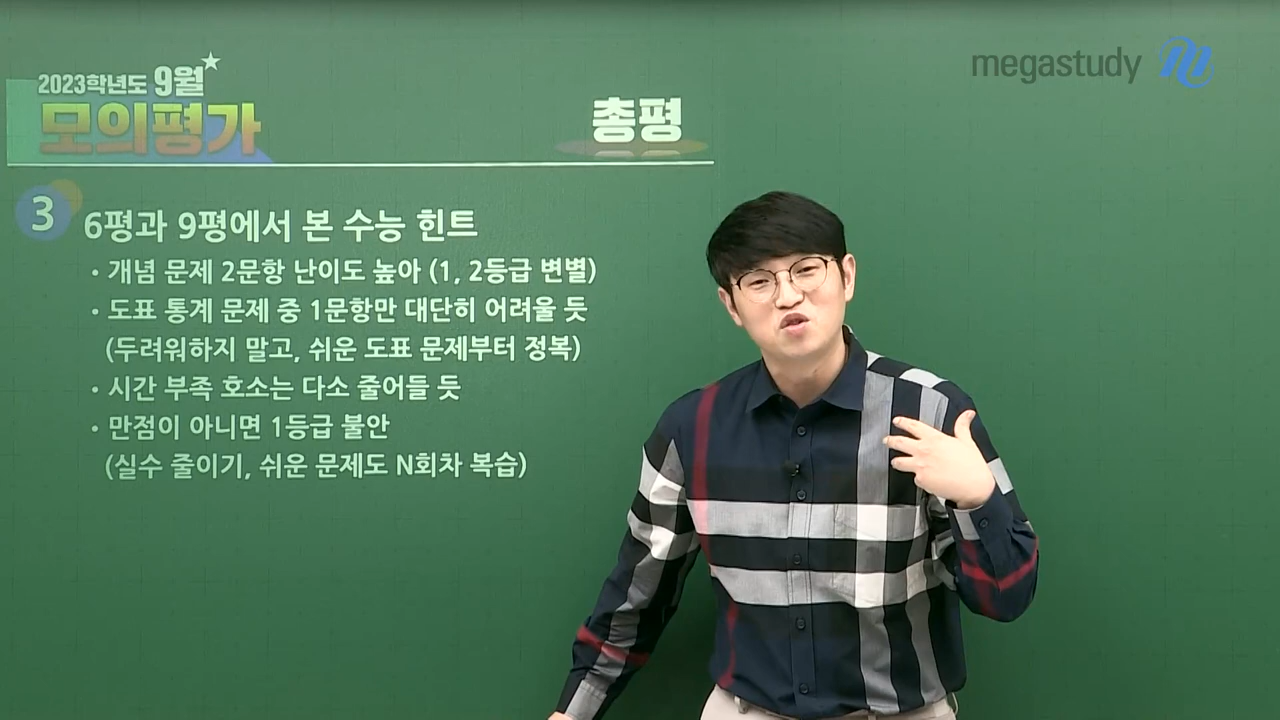 2023학년도 9월
모의평가
총평
megastudy
3
6평과 9평에서 본 수능 힌트
• 개념 문제 2문항 난이도 높아 (1, 2등급 변별)
• 도표 통계 문제 중 1문항만 대단히 어려울 듯
(두려워하지 말고, 쉬운 도표 문제부터 정복)
• 시간 부족 호소는 다소 줄어들 듯
• 만점이 아니면 1등급 불안
(실수 줄이기, 쉬운 문제도 N회차 복습)